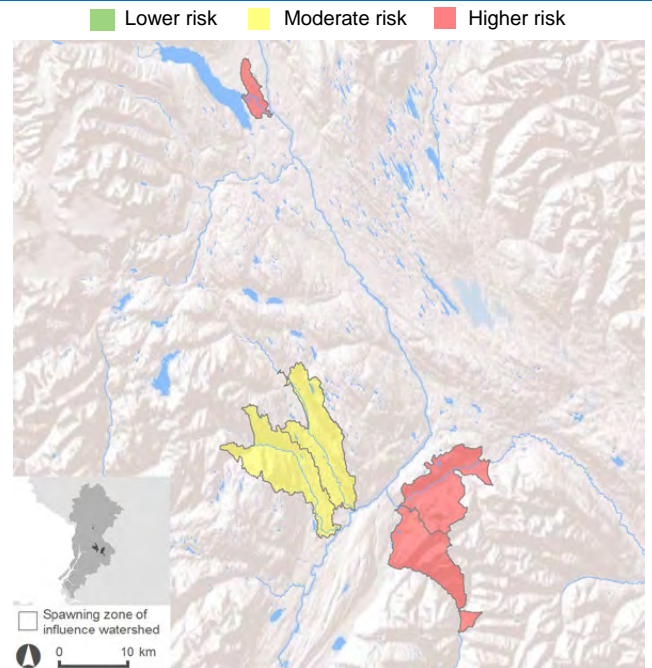 Lower risk Moderate risk Higher risk
Spawning zone of
influence watershed
0 10 km